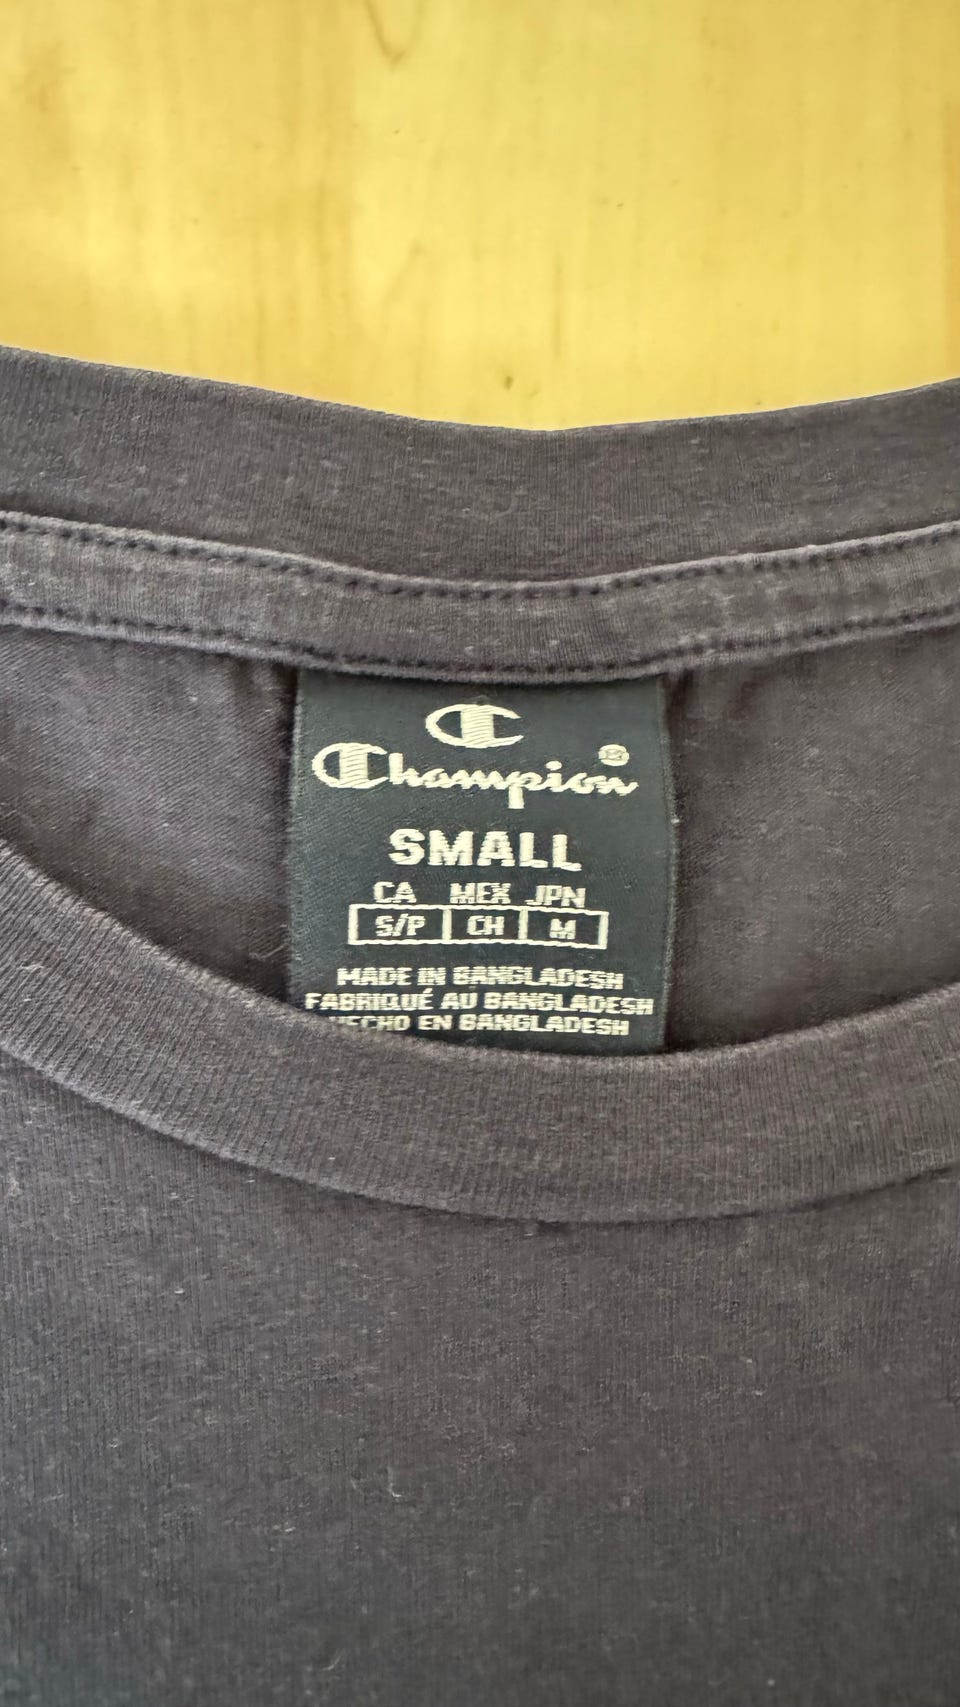 C
Champion
SMALL
CA MEX JPN
S/P CH M
MADE IN BANGLADESH
FABRIQUÉ AU BANGLADESH
HECHO EN BANGLADESH